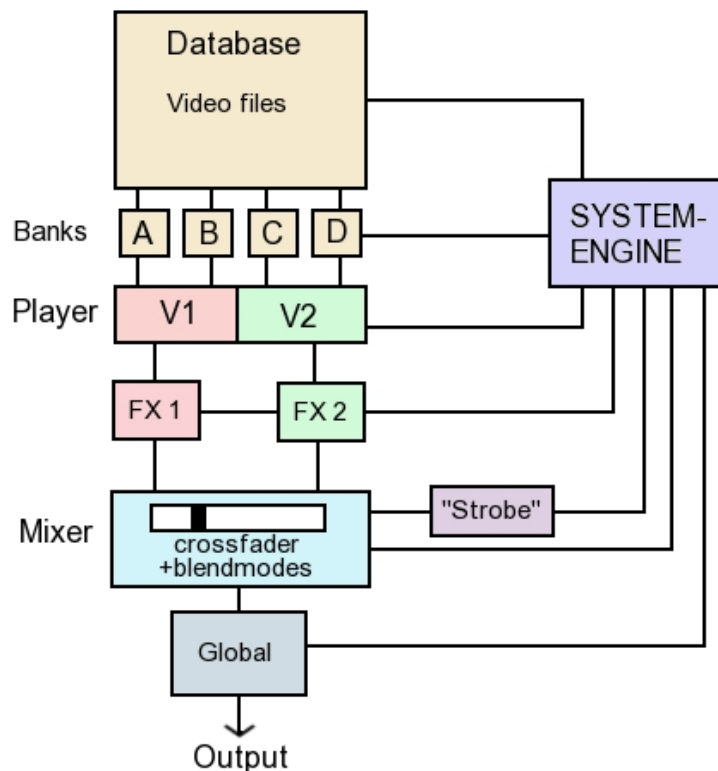 Database
Video files
Banks
A
B
C
D
SYSTEM-
ENGINE
Player
V1
V2
FX 1
FX 2
Mixer
"Strobe"
crossfader
+blendmodes
Global
Output